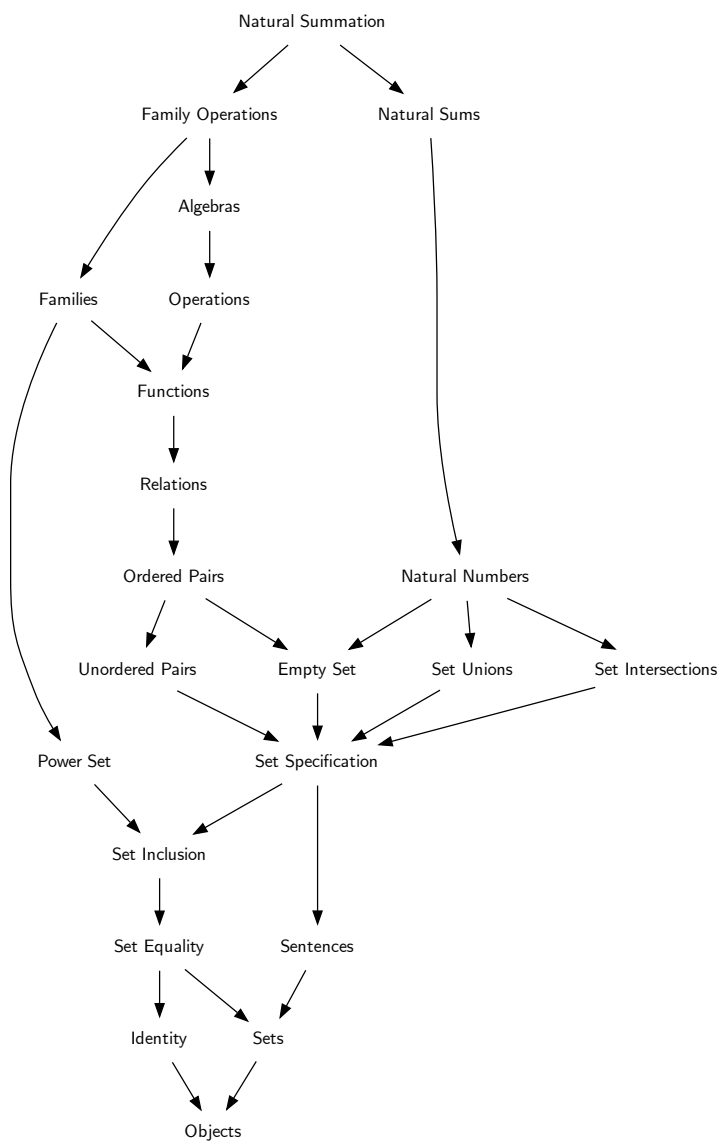 Natural Summation
Family Operations
Natural Sums
Algebras
Families
Operations
Functions
Relations
Ordered Pairs
Natural Numbers
Unordered Pairs
Empty Set
Set Unions
Set Intersections
Power Set
Set Specification
Set Inclusion
Set Equality
Sentences
Identity
Sets
Objects